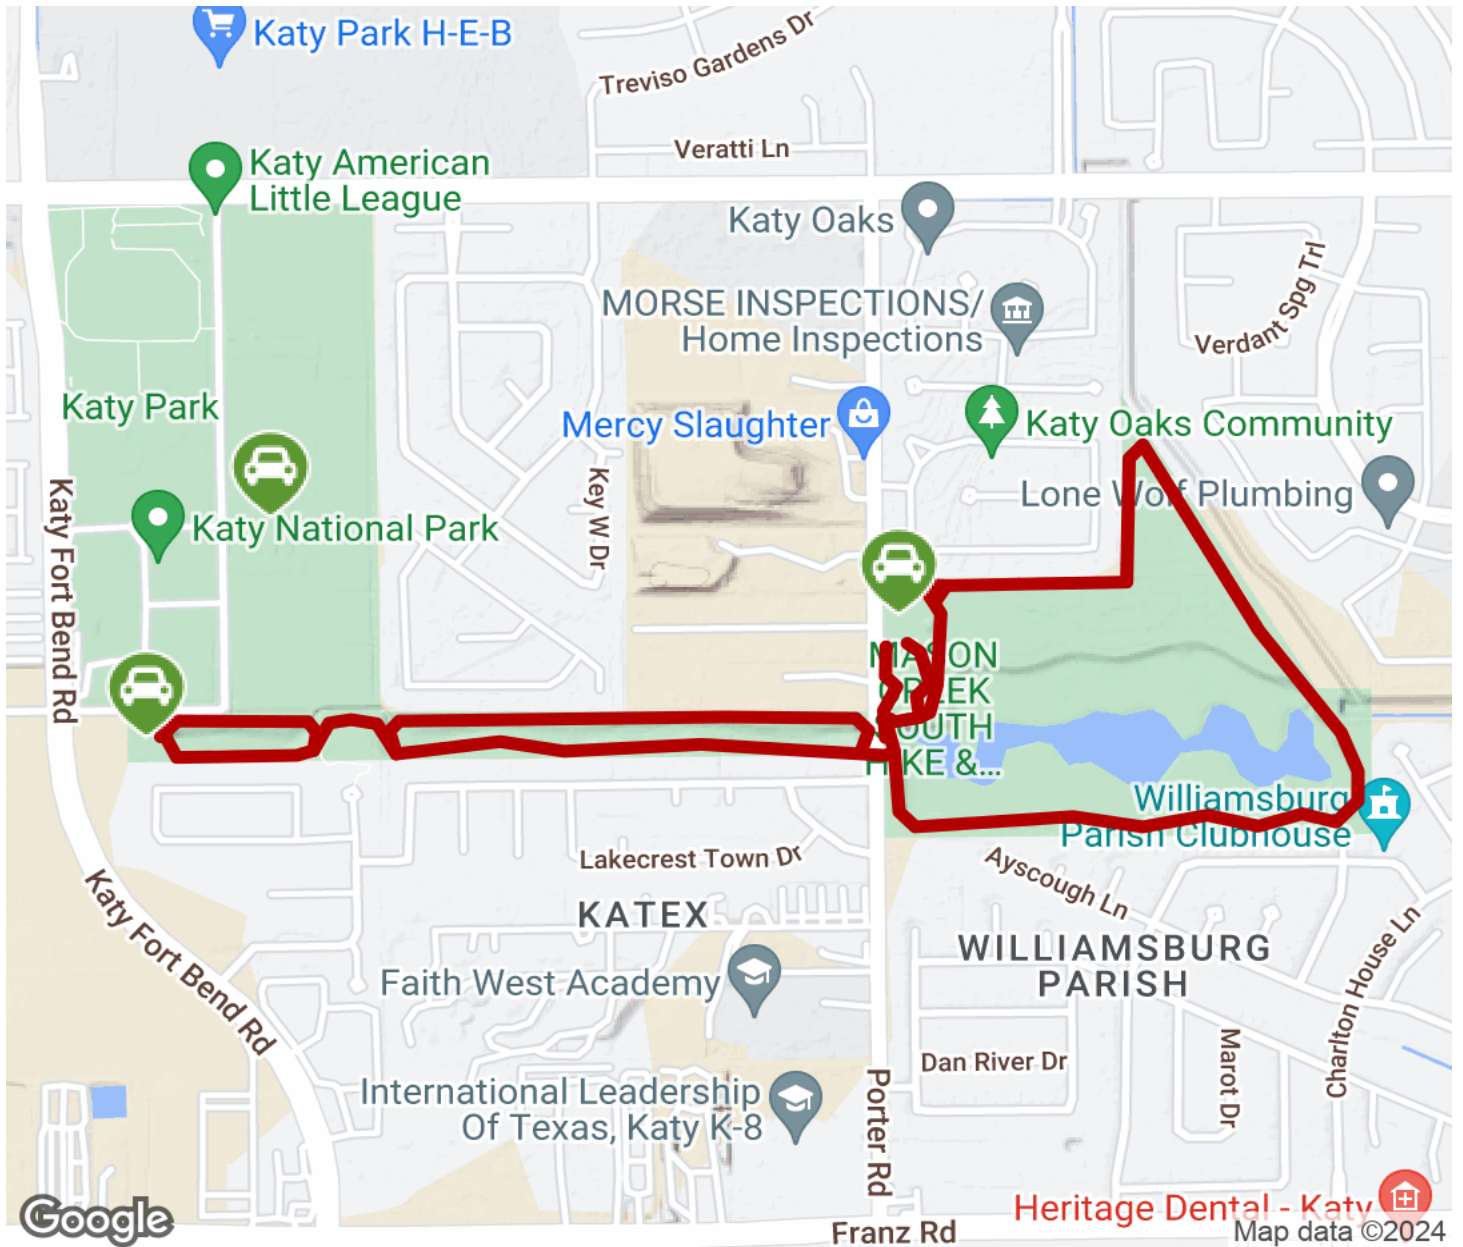 Katy Park H-E-B
Treviso Gardens Dr
Veratti Ln
Katy American
Little League
Katy Oaks
MORSE INSPECTIONS/
Home Inspections
Verdant Spg Trl
Katy Park
Mercy Slaughter
Katy Oaks Community
Key W Dr
Lone Wolf Plumbing
Katy National Park
Katy Fort Bend Rd
MASON
CREEK
SOUTH
HIKE &...
Williamsburg
Parish Clubhouse
Lakecrest Town Dr
Ayscough Ln
KATEX
Katy Fort Bend Rd
WILLIAMSBURG
PARISH
Charlton House Ln
Faith West Academy
Dan River Dr
Marot Dr
International Leadership
Of Texas, Katy K-8
Porter Rd
Heritage Dental - Katy
Google
Franz Rd
Map data ©2024